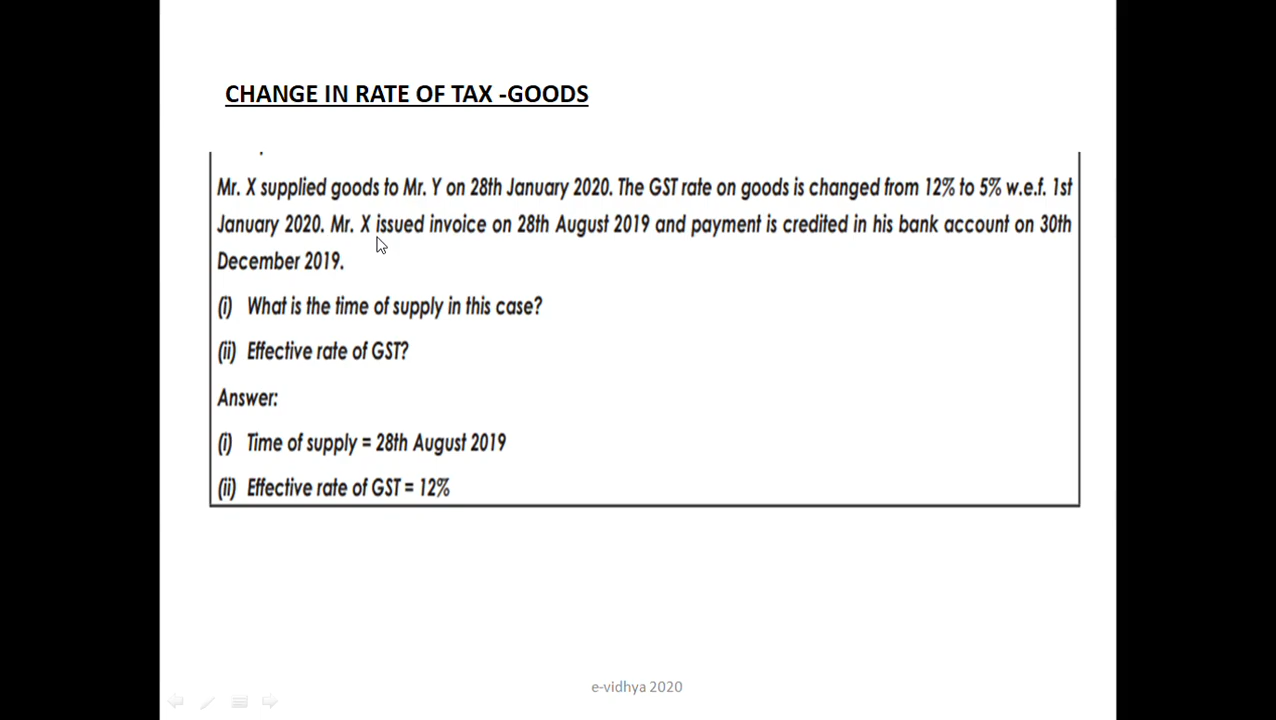 CHANGE IN RATE OF TAX -GOODS
Mr. X supplied goods to Mr. Y on 28th January 2020. The GST rate on goods is changed from 12% to 5% w.e.f. 1st
January 2020. Mr. X issued invoice on 28th August 2019 and payment is credited in his bank account on 30th
December 2019.
(i) What is the time of supply in this case?
(ii) Effective rate of GST?
Answer:
(i) Time of supply = 28th August 2019
(ii) Effective rate of GST = 12%
e-vidhya 2020